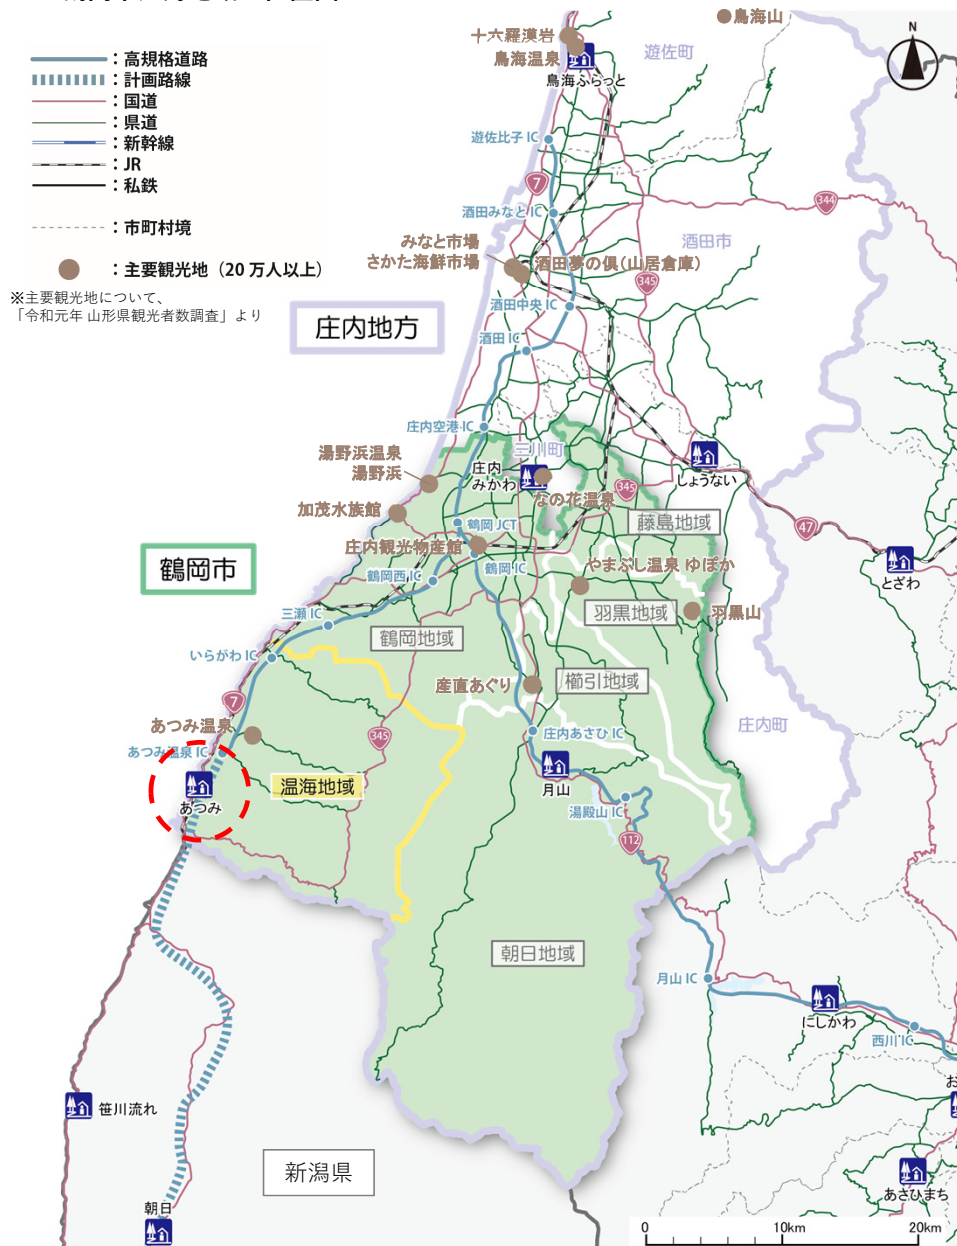 ：高規格道路
：計画路線
：国道
：県道
：新幹線
：JR
：私鉄
：市町村境
：主要観光地（20 万人以上）
※主要観光地について、
「令和元年 山形県観光者数調査」より
鳥海山
十六羅漢岩
鳥海温泉
鳥海ふらっと
遊佐町
N
遊佐比子 IC
7
酒田みなと IC
344
酒田市
みなと市場
さかた海鮮市場
酒田夢の倶（山居倉庫）
345
酒田中央 IC
庄内地方
酒田 IC
庄内空港 IC
三川町
湯野浜温泉
湯野浜
庄内
みかわ
なの花温泉
345
しょうない
加茂水族館
鶴岡 JCT
藤島地域
47
庄内観光物産館
鶴岡 IC
やまぶし温泉 ゆぽか
とざわ
鶴岡市
鶴岡西 IC
三瀬 IC
羽黒地域
羽黒山
鶴岡地域
いらがわ IC
産直あぐり
櫛引地域
7
あつみ温泉
345
庄内あさひ IC
庄内町
あつみ温泉 IC
月山
あつみ
温海地域
湯殿山 IC
112
朝日地域
月山 IC
にしかわ
西川 IC
お
笹川流れ
新潟県
あさひまち
朝日
0
10km
20km